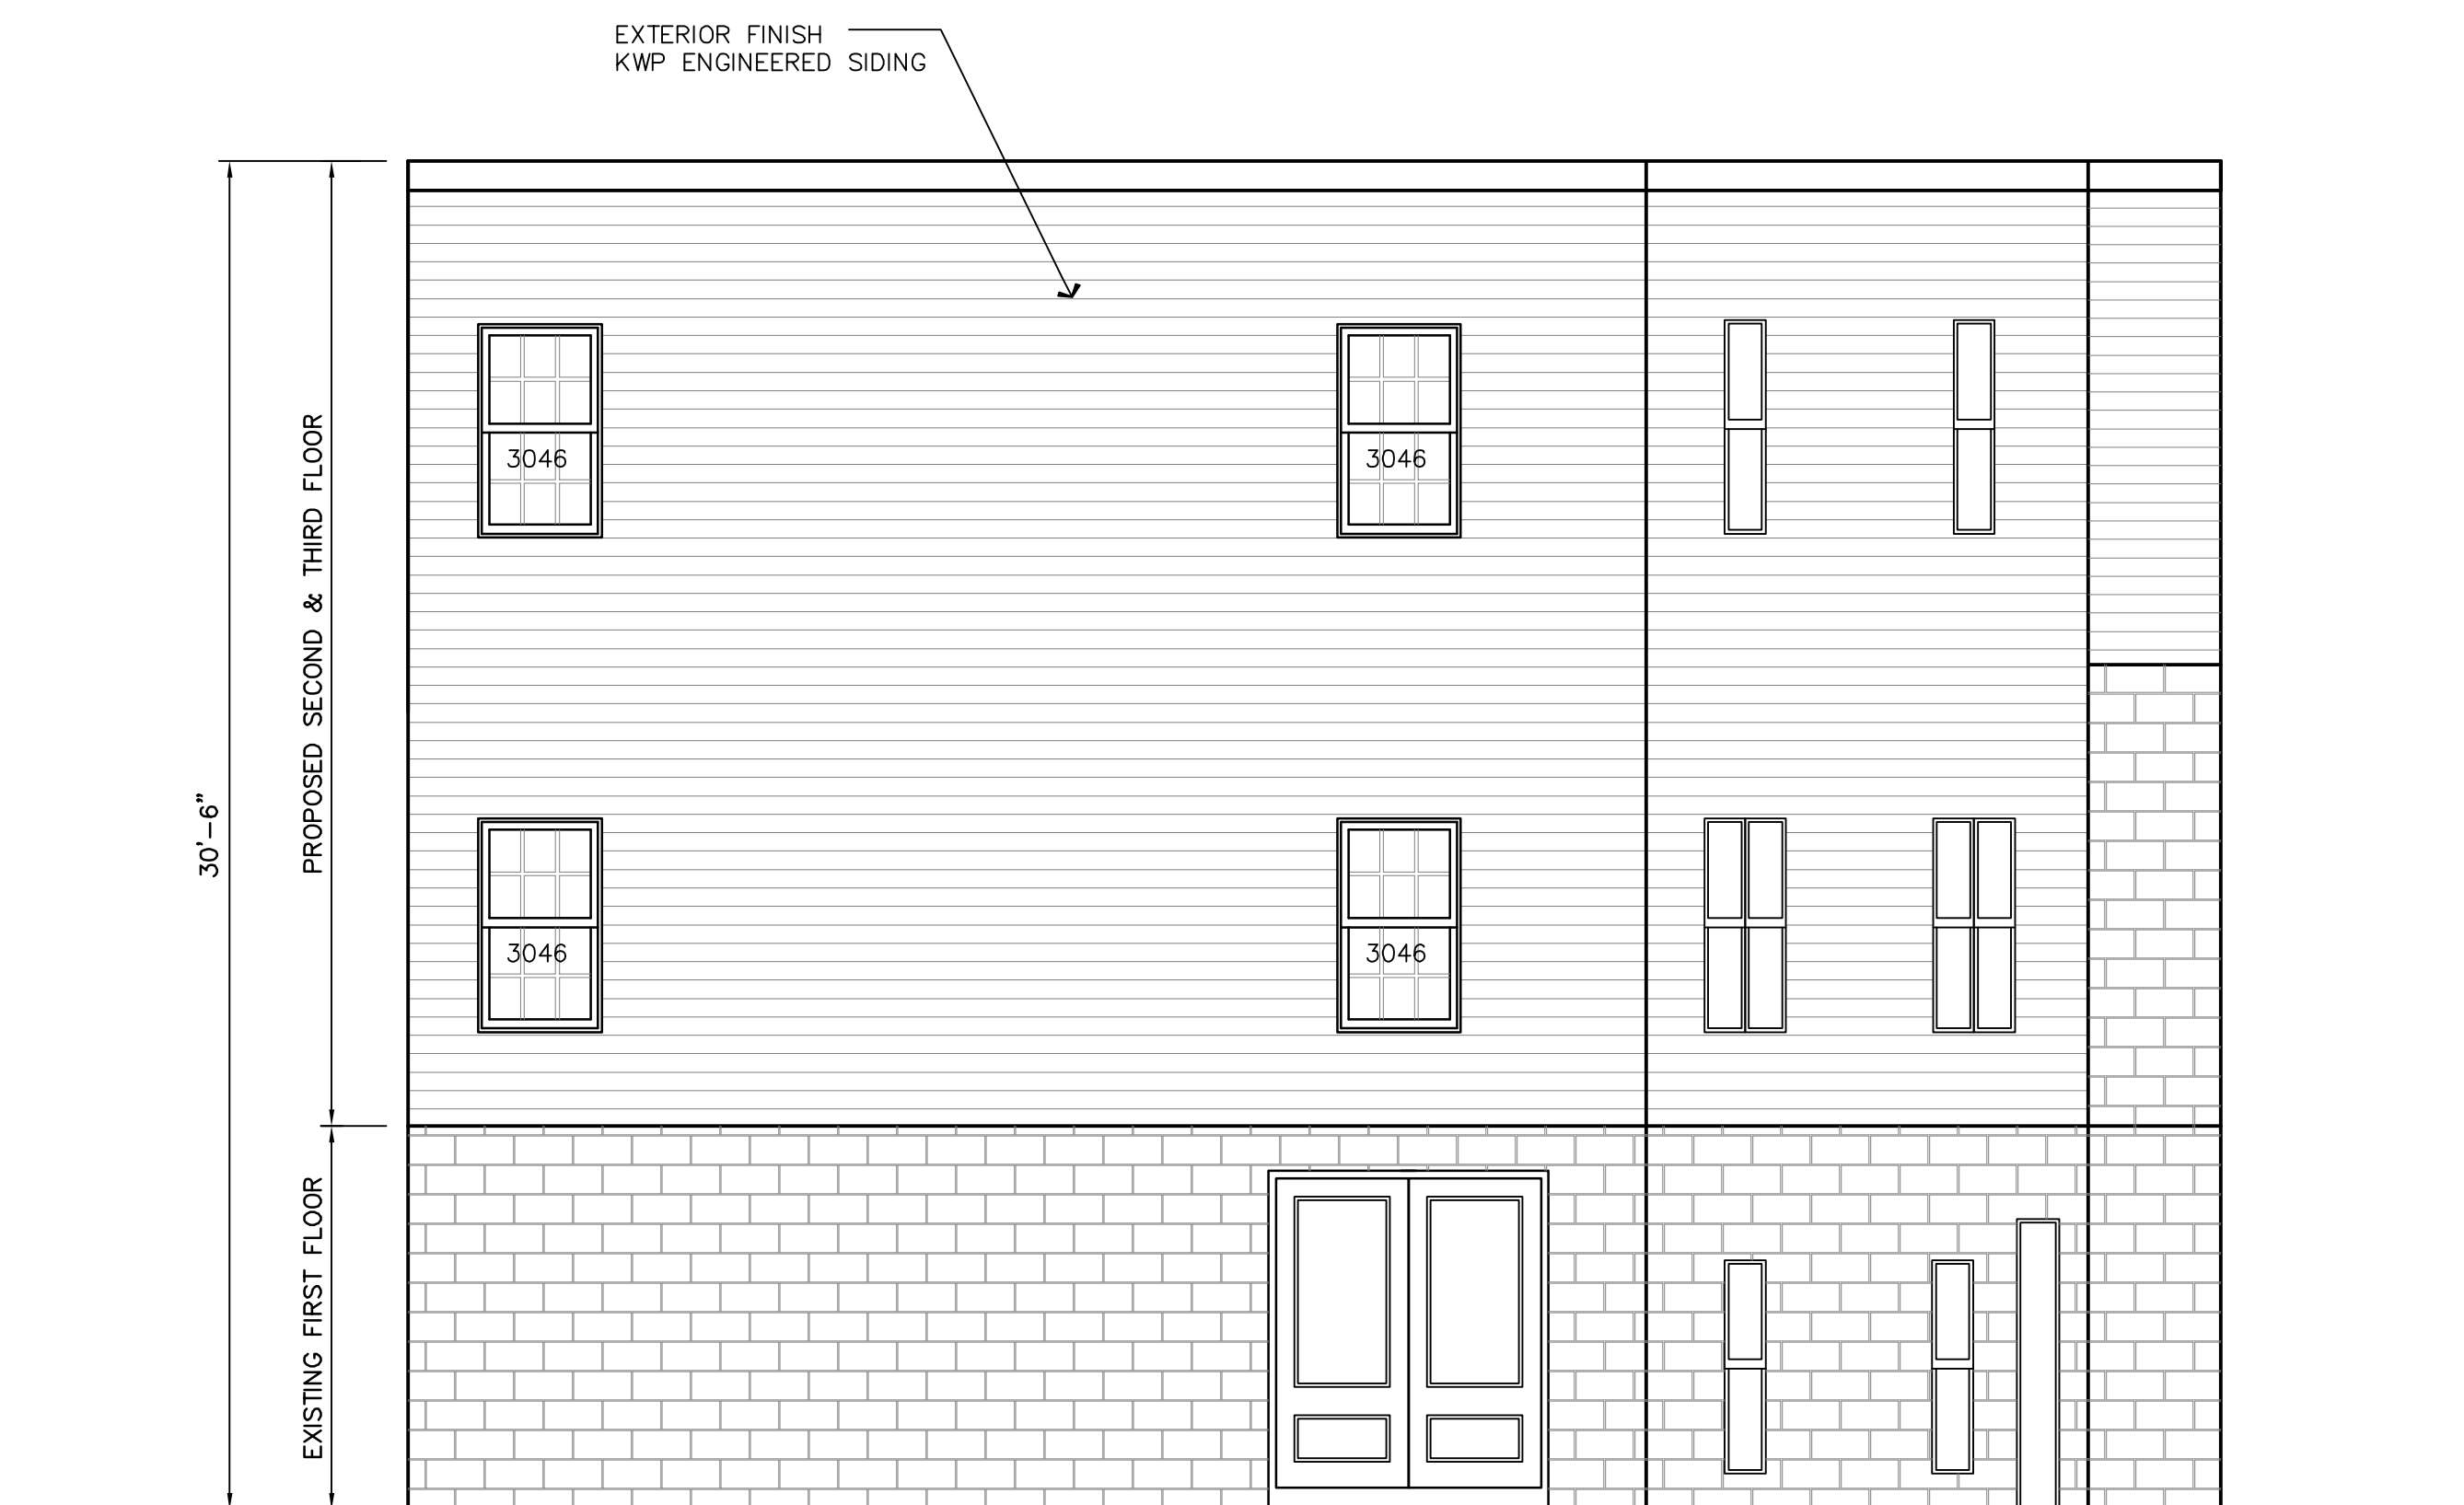 EXTERIOR FINISH
KWP ENGINEERED SIDING
30'-6"
PROPOSED SECOND & THIRD FLOOR
EXISTING FIRST FLOOR
3046
3046
3046
3046